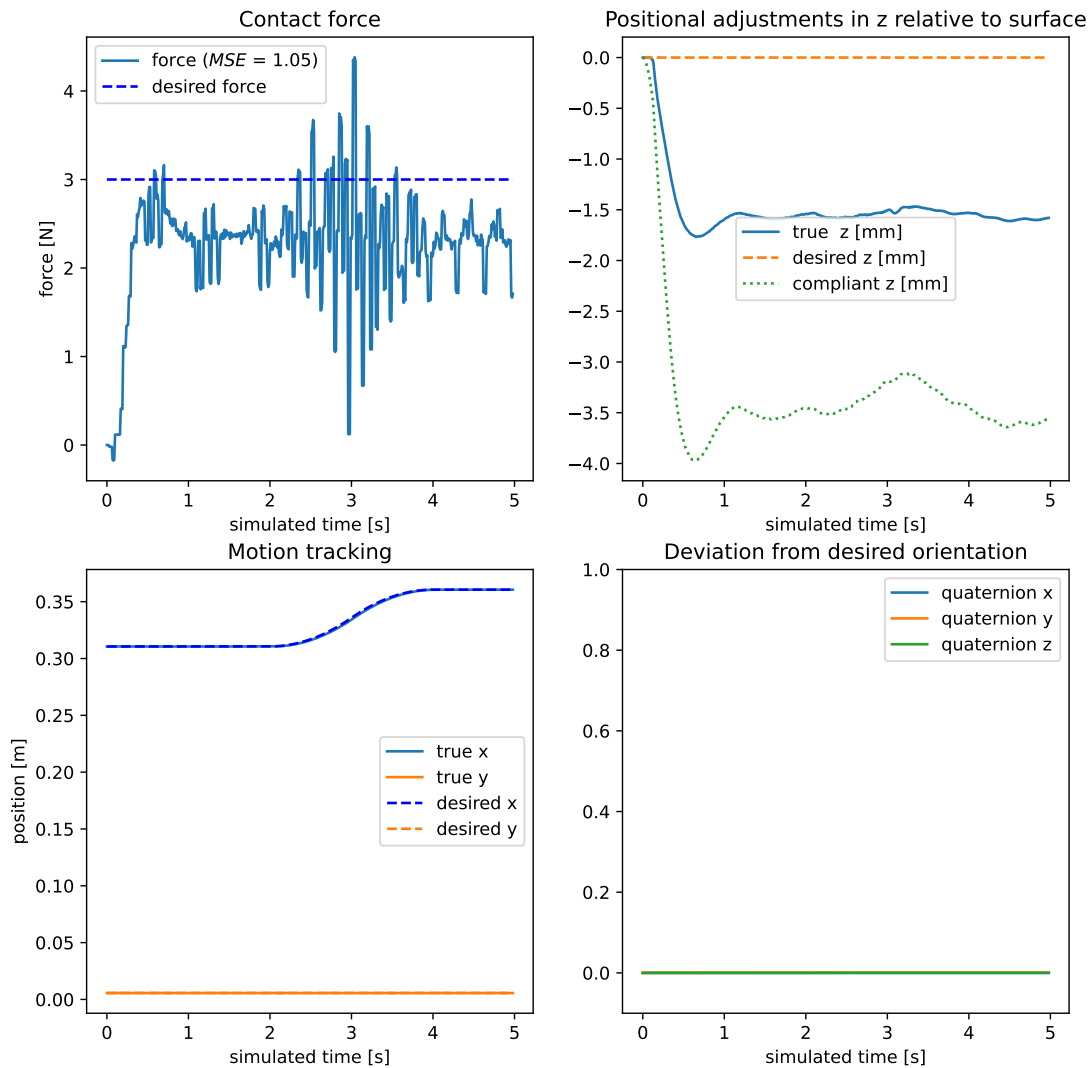 Contact force
force (MSE = 1.05)
desired force
force [N]
4
3
2
1
0
0 1 2 3 4 5
simulated time [s]
Positional adjustments in z relative to surface
true z [mm]
desired z [mm]
compliant z [mm]
0.0
−0.5
−1.0
−1.5
−2.0
−2.5
−3.0
−3.5
−4.0
0 1 2 3 4 5
simulated time [s]
Motion tracking
true x
true y
desired x
desired y
position [m]
0.35
0.30
0.25
0.20
0.15
0.10
0.05
0.00
0 1 2 3 4 5
simulated time [s]
Deviation from desired orientation
quaternion x
quaternion y
quaternion z
1.0
0.8
0.6
0.4
0.2
0.0
0 1 2 3 4 5
simulated time [s]